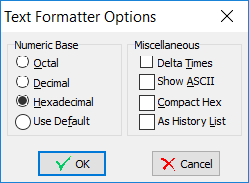 Text Formatter Options
Numeric Base
Octal
Decimal
Hexadecimal
Use Default
Miscellaneous
Delta Times
Show ASCII
Compact Hex
As History List
OK
Cancel